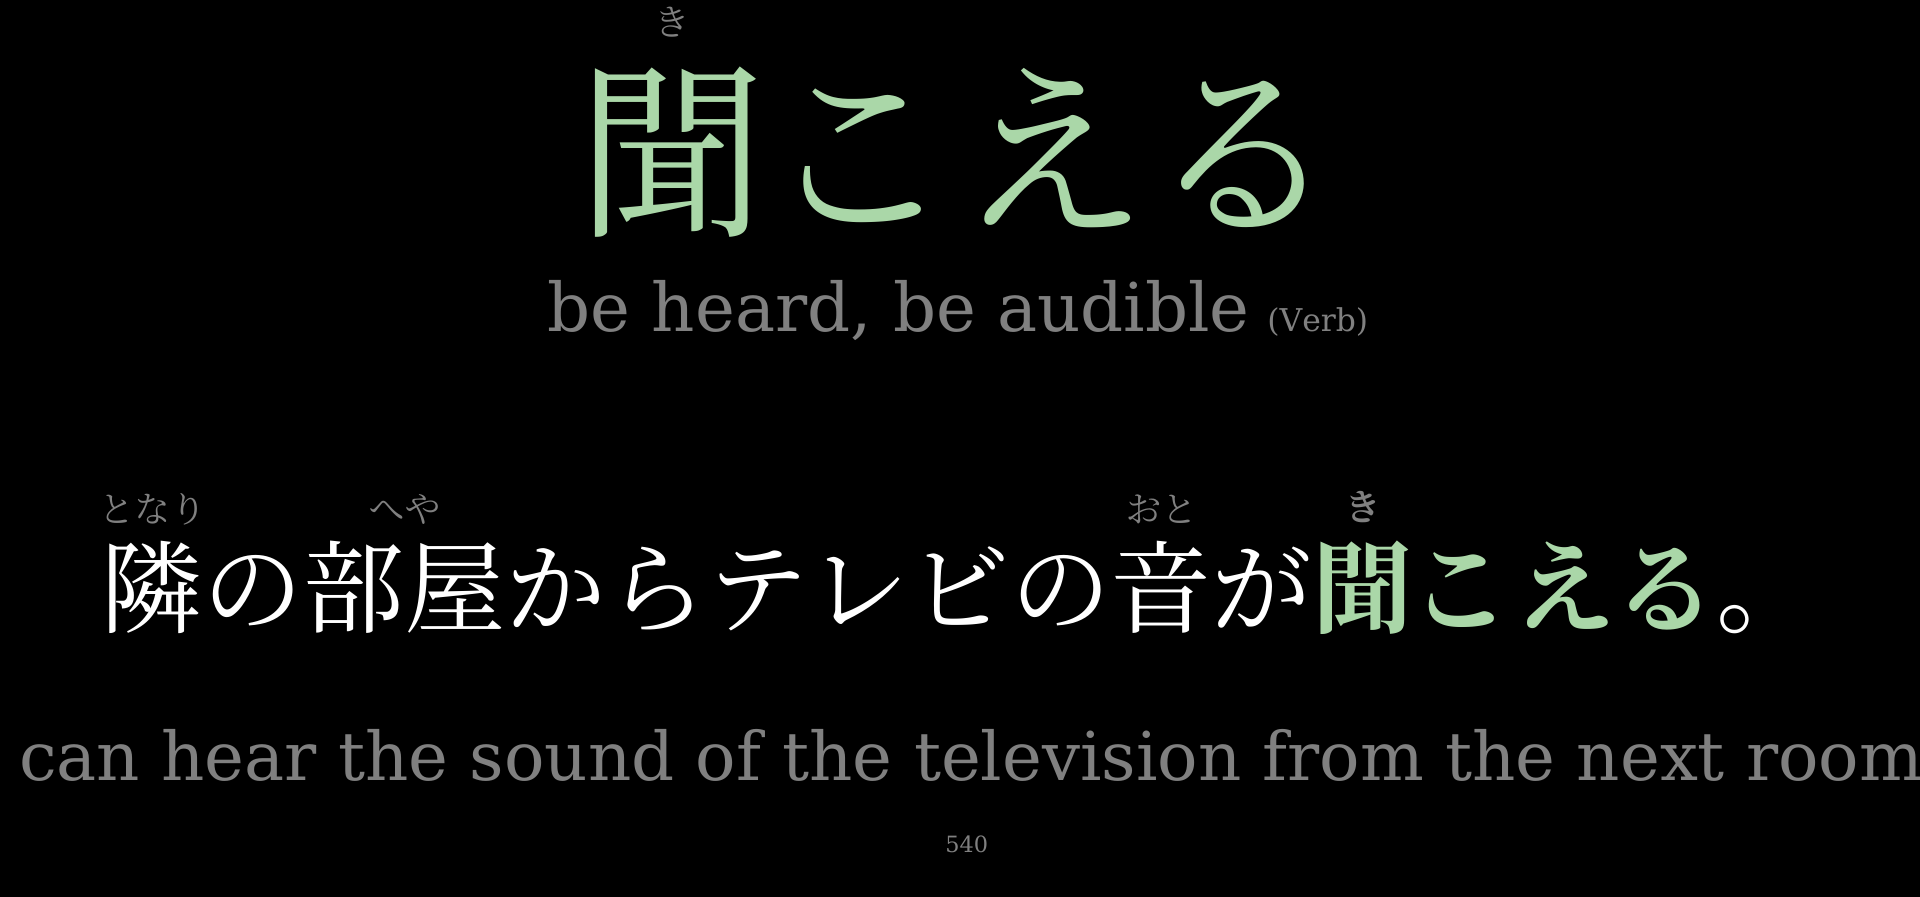 き
聞こえる
be heard, be audible (Verb)
となり へや おと き
隣の部屋からテレビの音が聞こえる。
can hear the sound of the television from the next room
540